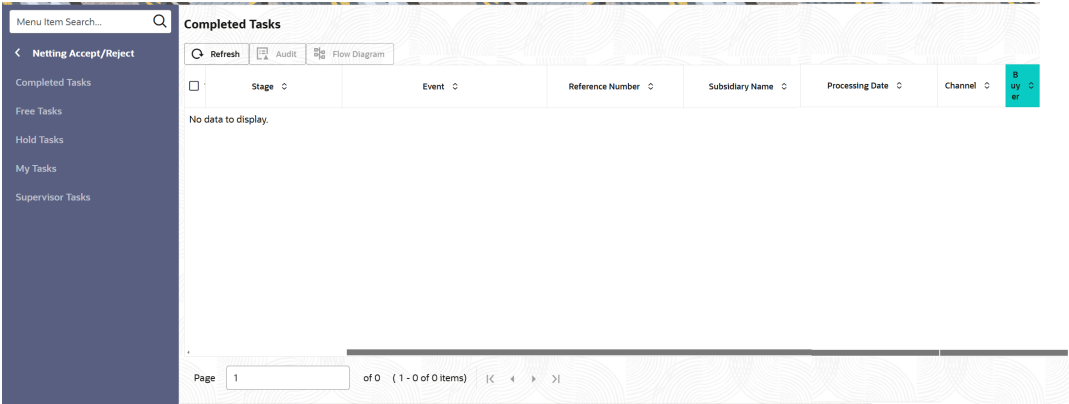 Menu Item Search...
Netting Accept/Reject
Completed Tasks
Free Tasks
Hold Tasks
My Tasks
Supervisor Tasks
Completed Tasks
Refresh Audit Flow Diagram
Stage Event Reference Number Subsidiary Name Processing Date Channel B
uy
er
No data to display.
Page 1 of 0 ( 1 - 0 of 0 items)